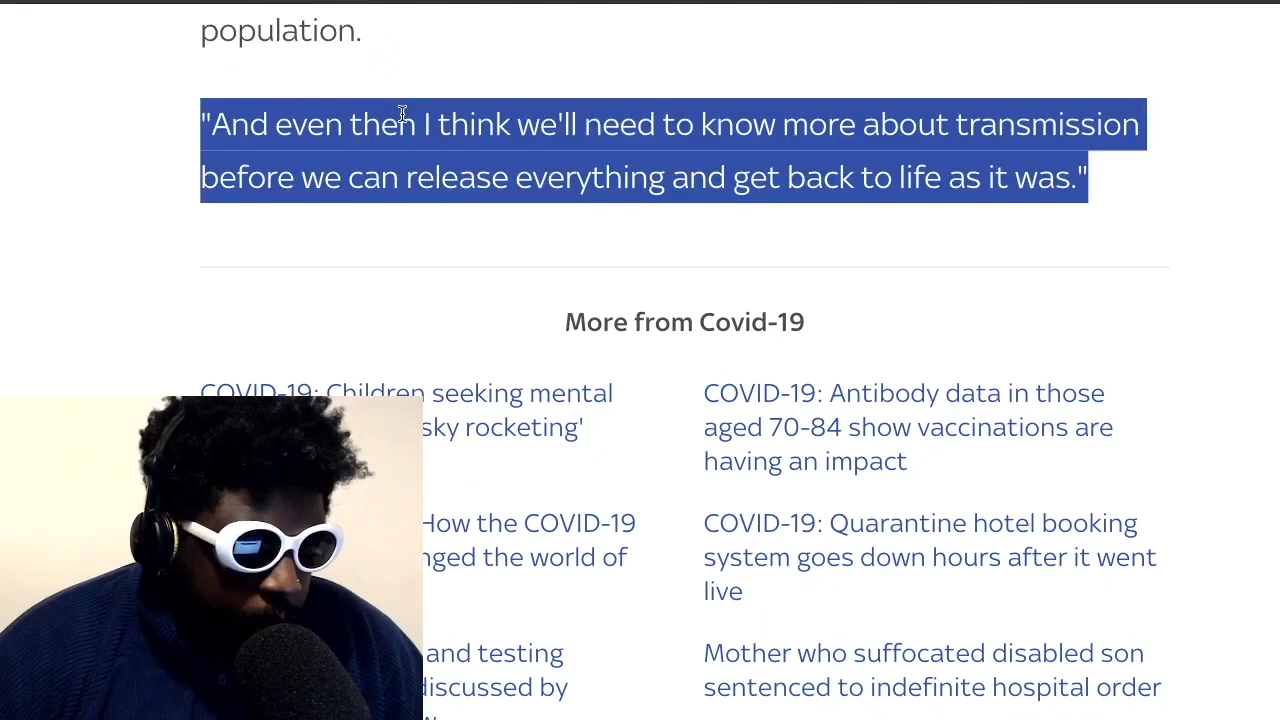 population.
"And even then I think we'll need to know more about transmission
before we can release everything and get back to life as it was."
More from Covid-19
COVID-19: Children seeking mental
sky rocketing'
COVID-19: Antibody data in those
aged 70-84 show vaccinations are
having an impact
How the COVID-19
nged the world of
COVID-19: Quarantine hotel booking
system goes down hours after it went
live
and testing
discussed by
Mother who suffocated disabled son
sentenced to indefinite hospital order